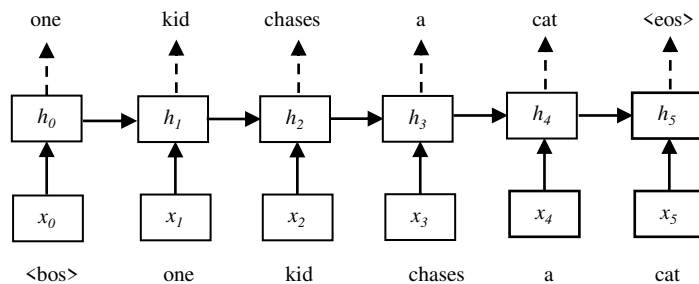 one kid chases a cat <eos>
h0 h1 h2 h3 h4 h5
x0 x1 x2 x3 x4 x5
<bos> one kid chases a cat